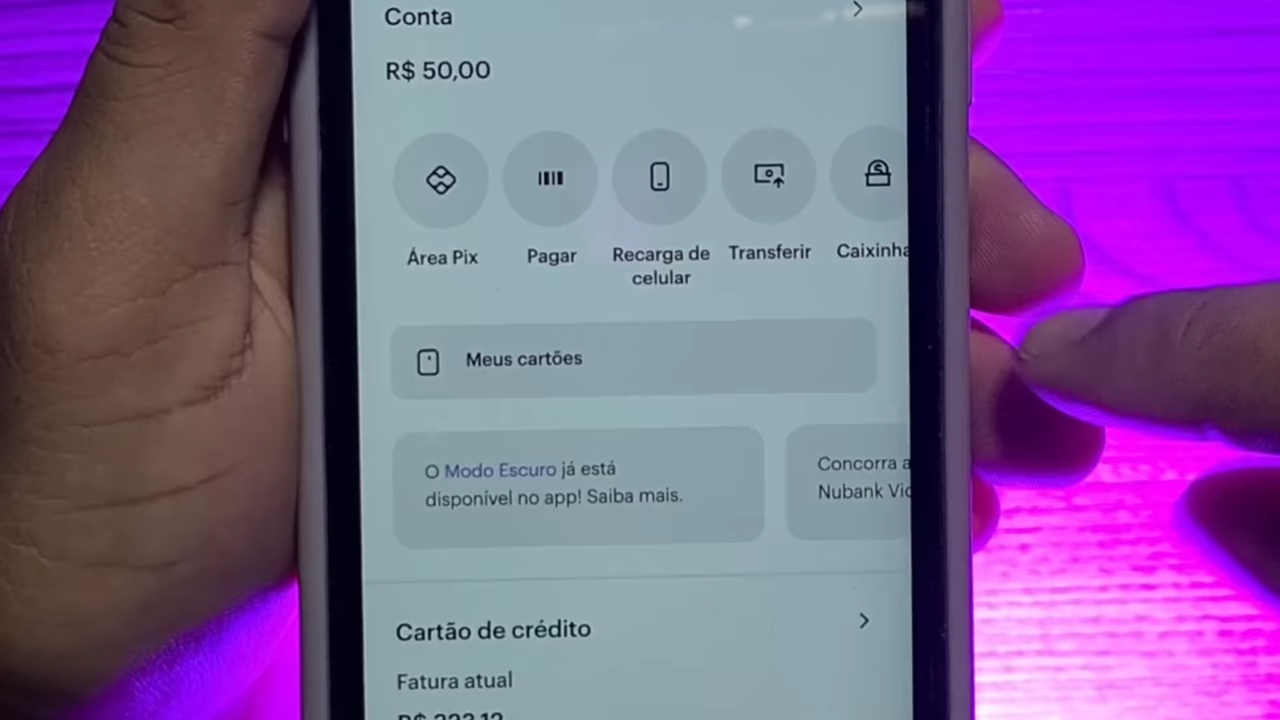 Conta
R$ 50,00
Área Pix
Pagar
Recarga de
celular
Transferir
Caixinha
Meus cartões
O Modo Escuro já está
disponível no app! Saiba mais.
Concorra a
Nubank Vic
Cartão de crédito
Fatura atual
R$